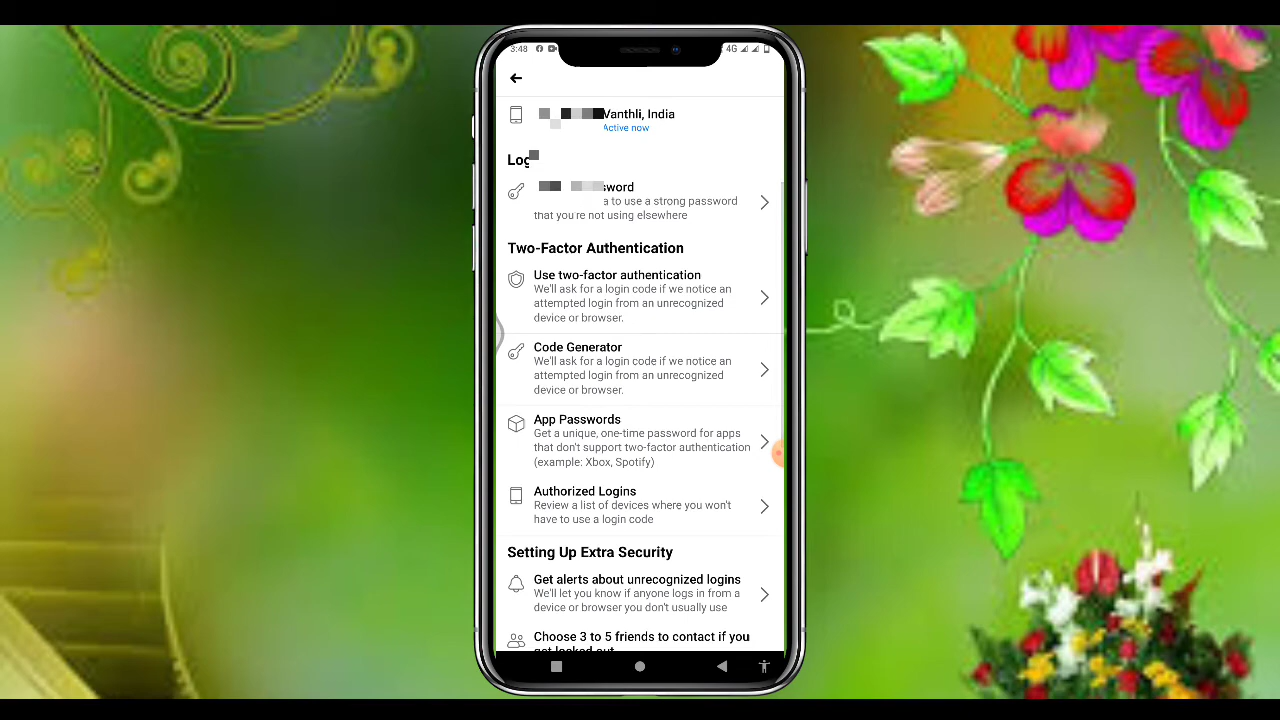 3:48
4G
Vanthli, India
Active now
Log
sword
a to use a strong password
that you're not using elsewhere
Two-Factor Authentication
Use two-factor authentication
We'll ask for a login code if we notice an
attempted login from an unrecognized
device or browser.
Code Generator
We'll ask for a login code if we notice an
attempted login from an unrecognized
device or browser.
App Passwords
Get a unique, one-time password for apps
that don't support two-factor authentication
(example: Xbox, Spotify)
Authorized Logins
Review a list of devices where you won't
have to use a login code
Setting Up Extra Security
Get alerts about unrecognized logins
We'll let you know if anyone logs in from a
device or browser you don't usually use
Choose 3 to 5 friends to contact if you
get locked out